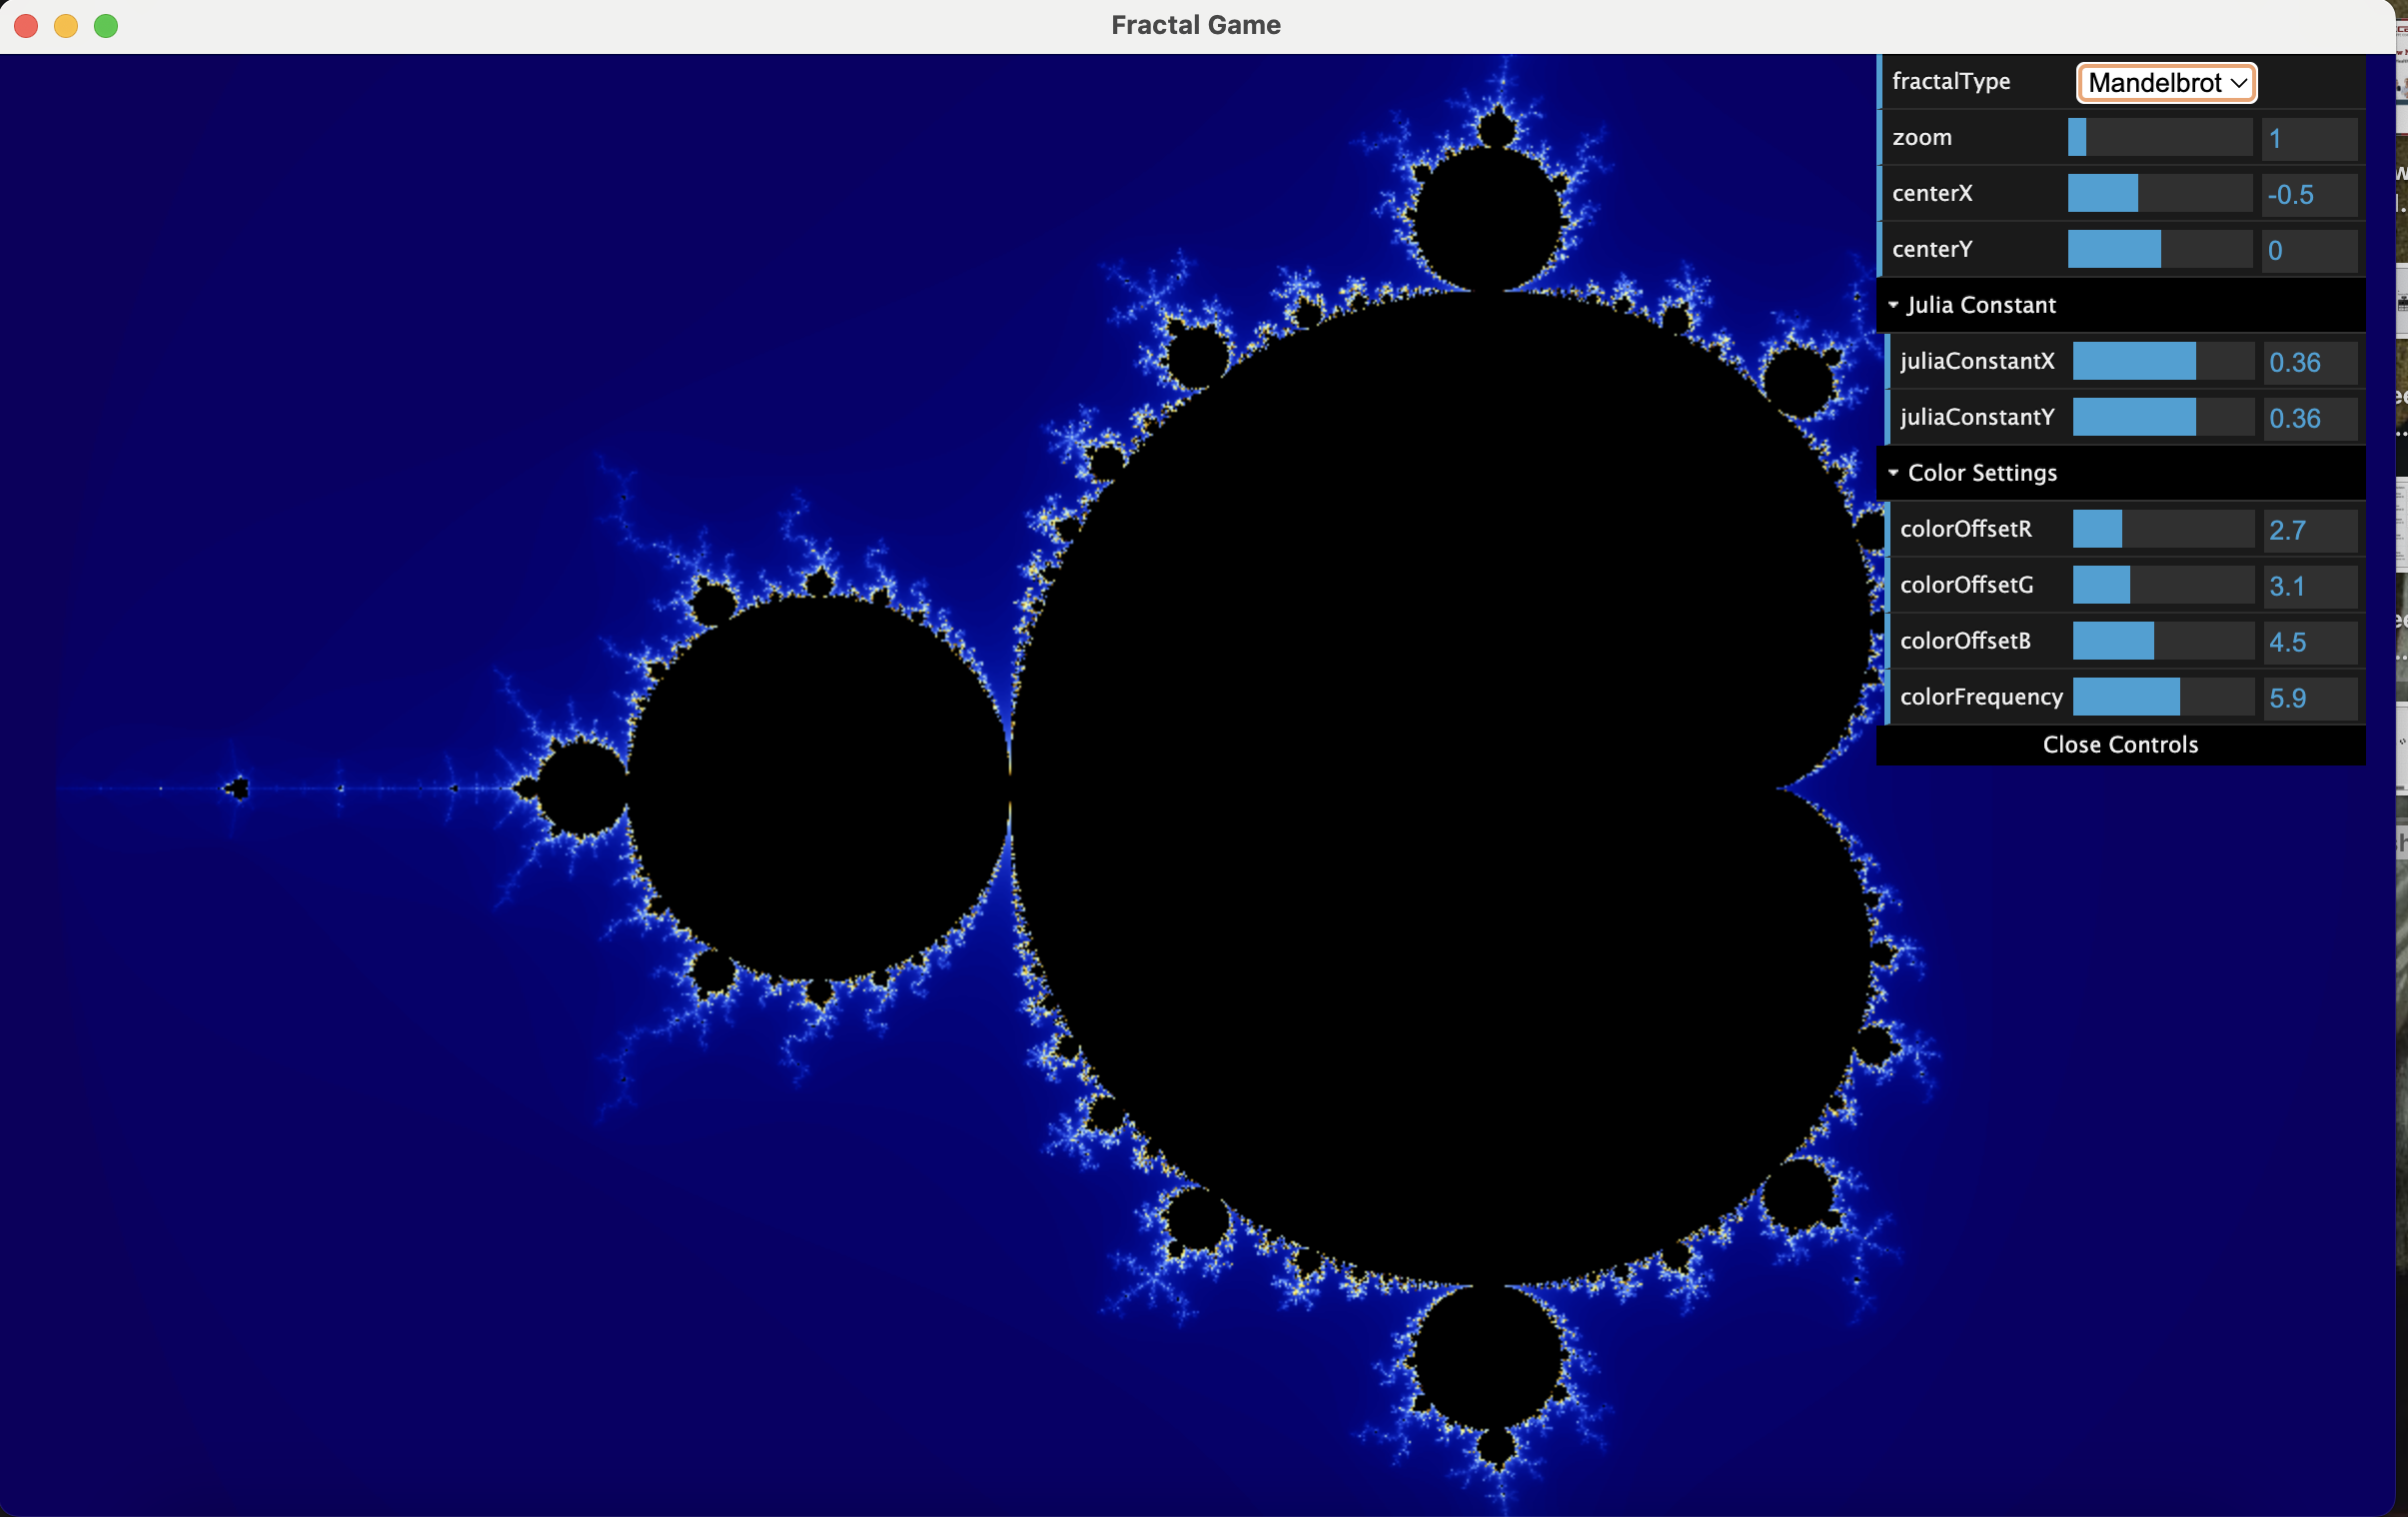 Fractal Game
fractalType Mandelbrot
zoom 1
centerX -0.5
centerY 0
Julia Constant
juliaConstantX 0.36
juliaConstantY 0.36
Color Settings
colorOffsetR 2.7
colorOffsetG 3.1
colorOffsetB 4.5
colorFrequency 5.9
Close Controls